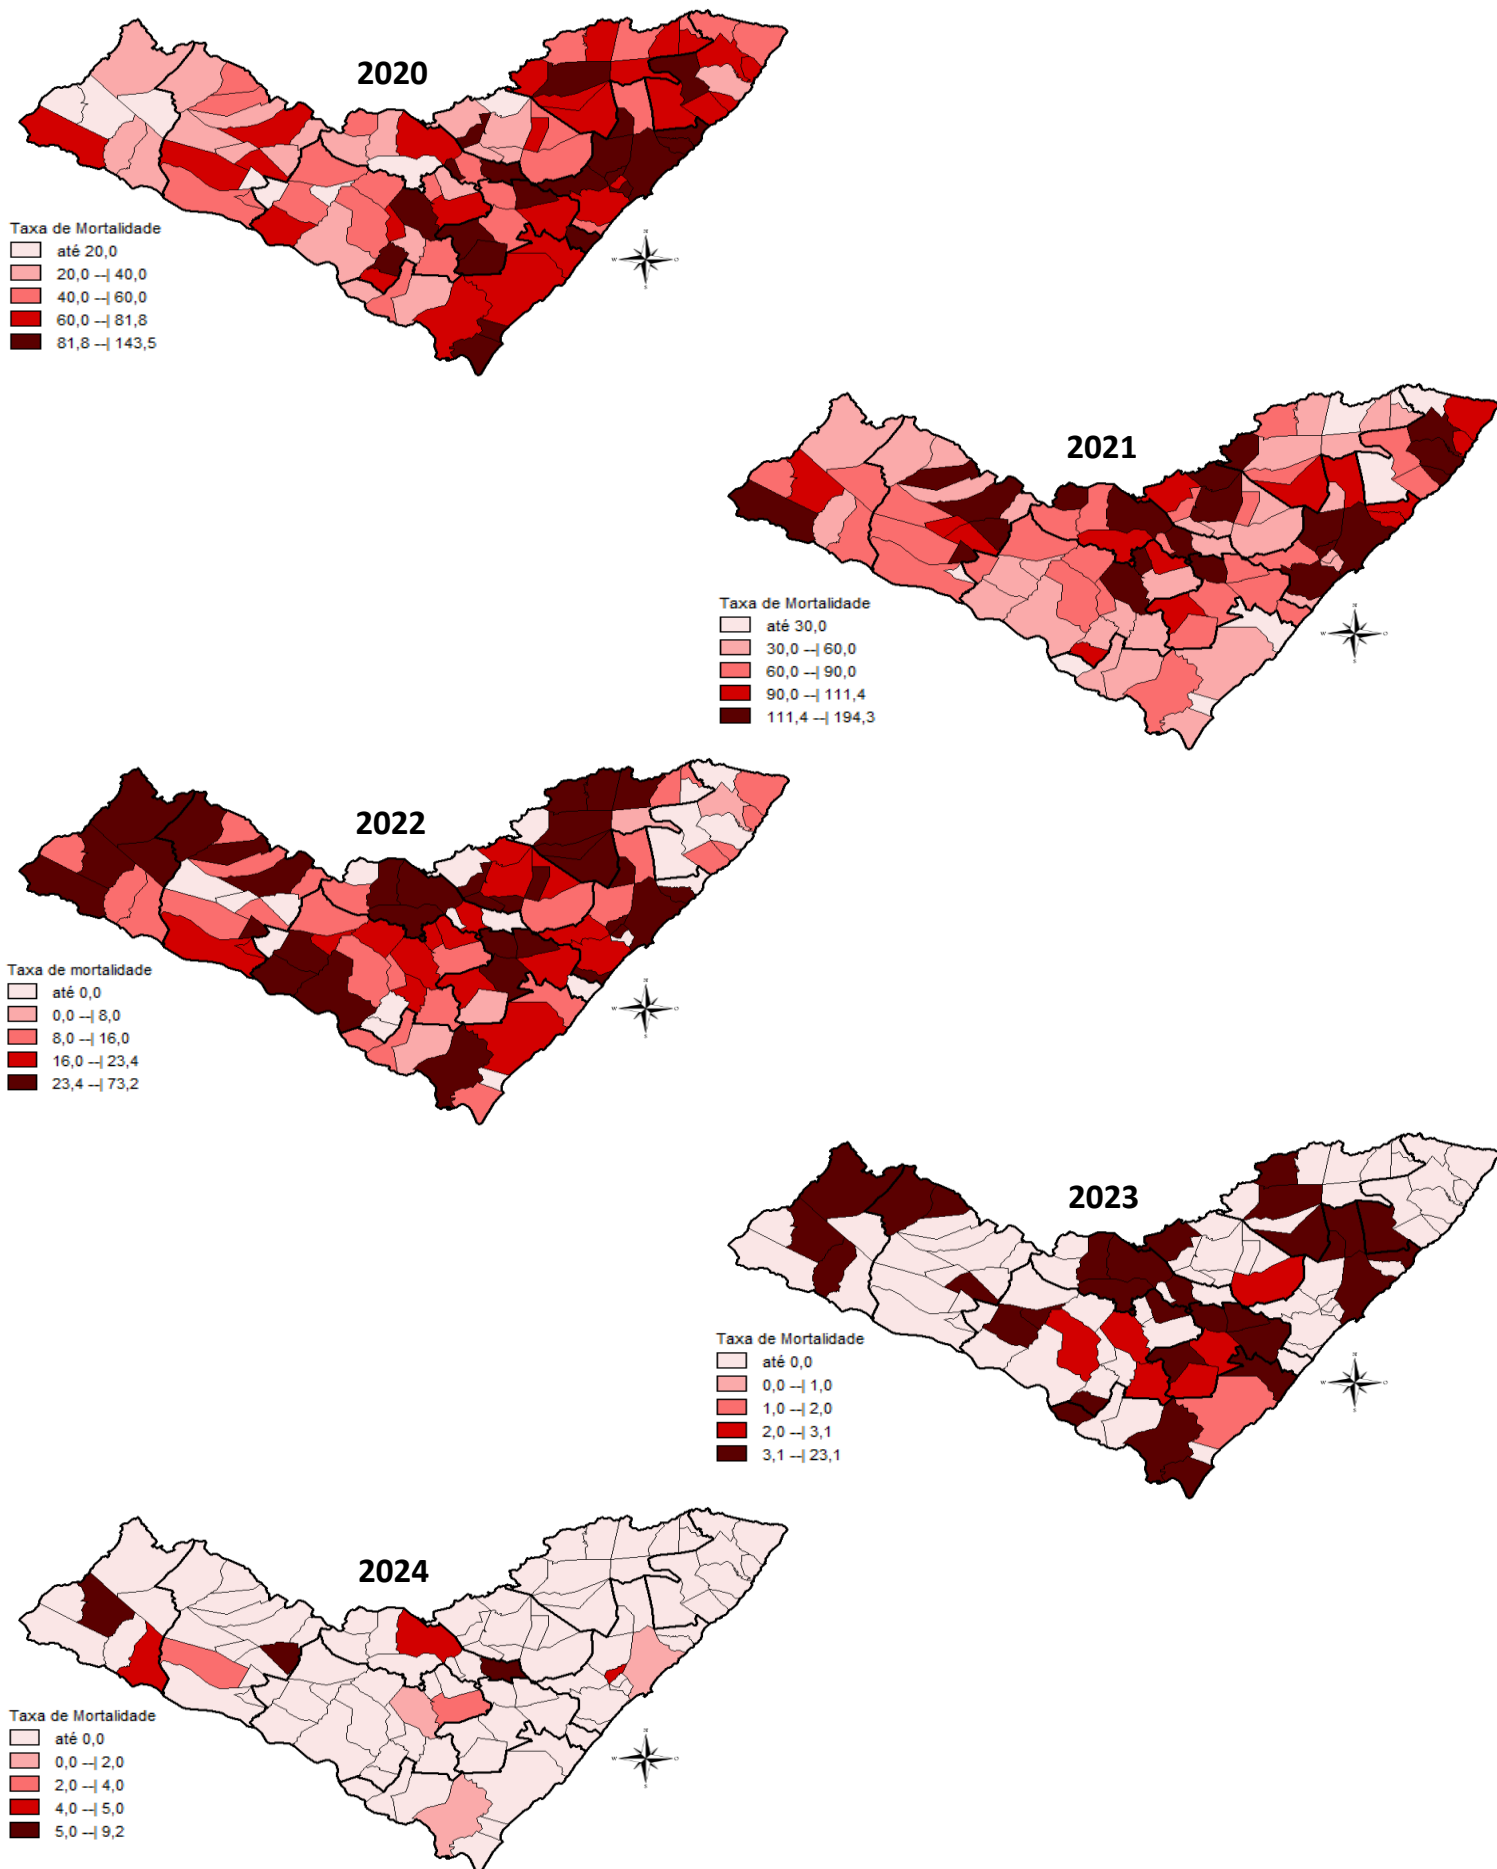 2020
Taxa de Mortalidade
até 20,0
20,0 --| 40,0
40,0 --| 60,0
60,0 --| 81,8
81,8 --| 143,5
2021
Taxa de Mortalidade
até 30,0
30,0 --| 60,0
60,0 --| 90,0
90,0 --| 111,4
111,4 --| 194,3
2022
Taxa de mortalidade
até 0,0
0,0 --| 8,0
8,0 --| 16,0
16,0 --| 23,4
23,4 --| 73,2
2023
Taxa de Mortalidade
até 0,0
0,0 --| 1,0
1,0 --| 2,0
2,0 --| 3,1
3,1 --| 23,1
2024
Taxa de Mortalidade
até 0,0
0,0 --| 2,0
2,0 --| 4,0
4,0 --| 5,0
5,0 --| 9,2